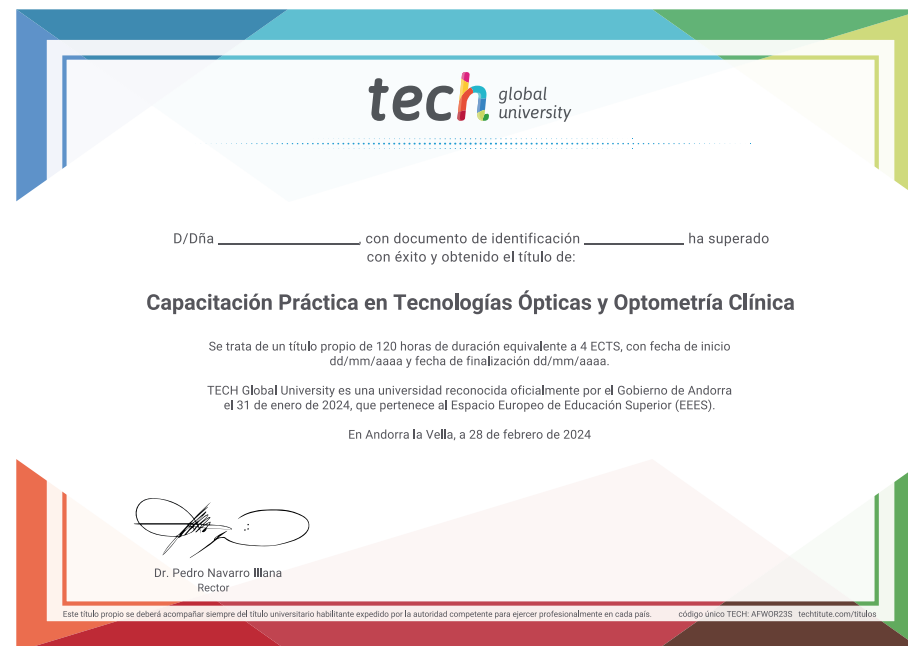 tech global university
D/Dña ______________, con documento de identificación __________ ha superado
con éxito y obtenido el título de:
Capacitación Práctica en Tecnologías Ópticas y Optometría Clínica
Se trata de un título propio de 120 horas de duración equivalente a 4 ECTS, con fecha de inicio
dd/mm/aaaa y fecha de finalización dd/mm/aaaa.
TECH Global University es una universidad reconocida oficialmente por el Gobierno de Andorra
el 31 de enero de 2024, que pertenece al Espacio Europeo de Educación Superior (EEES).
En Andorra la Vella, a 28 de febrero de 2024
Dr. Pedro Navarro Illana
Rector
Este título propio se deberá acompañar siempre del título universitario habilitante expedido por la autoridad competente para ejercer profesionalmente en cada país. código único TECH: AFWOR23S techtitute.com/titulos